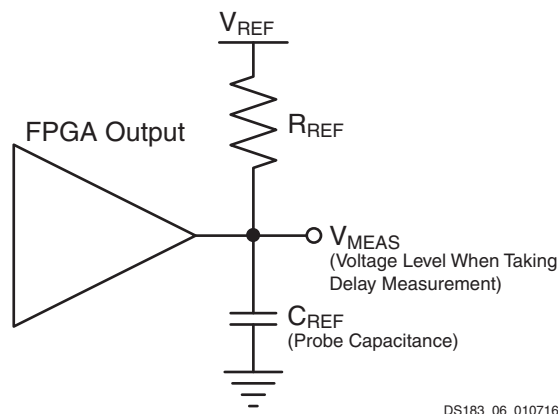 VREF
FPGA Output
RREF
VMEAS
(Voltage Level When Taking
Delay Measurement)
CREF
(Probe Capacitance)
DS183_06_010716